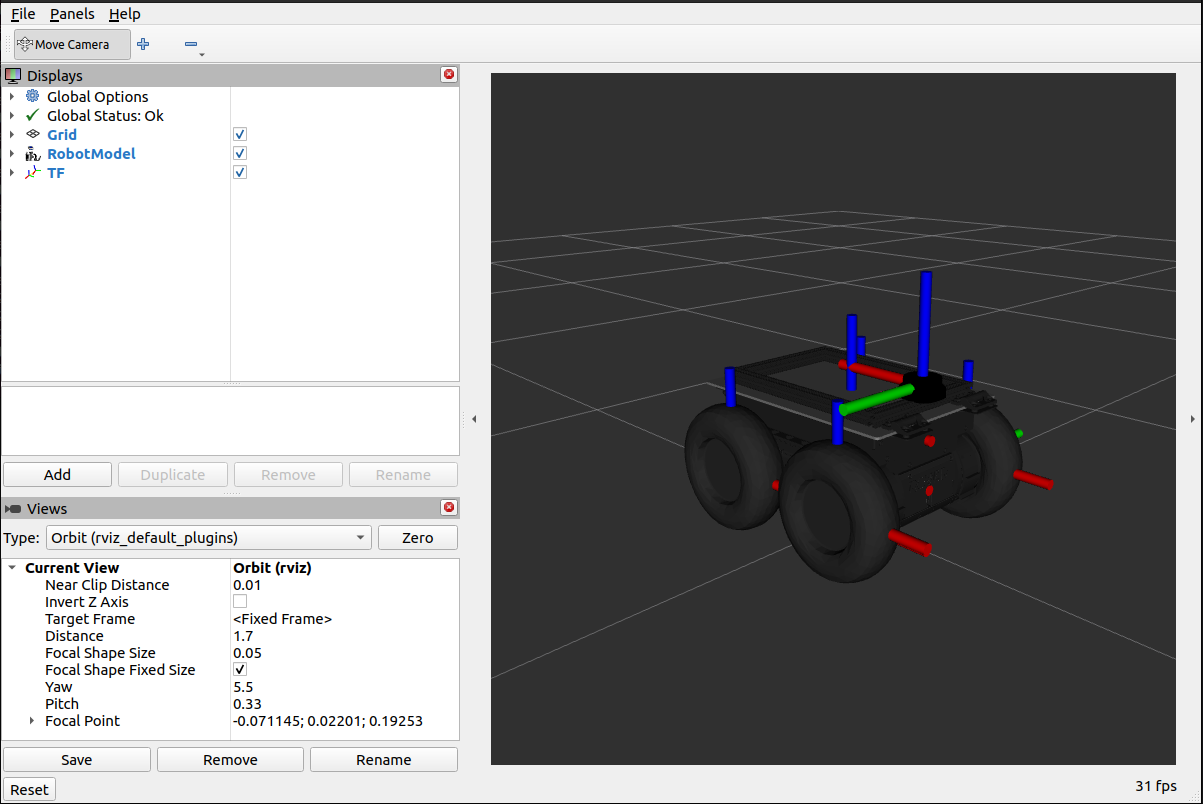 File Panels Help
Move Camera
Displays
Global Options
Global Status: Ok
Grid
RobotModel
TF
Add Duplicate Remove Rename
Views
Type: Orbit (rviz_default_plugins) Zero
Current View Orbit (rviz)
Near Clip Distance 0.01
Invert Z Axis
Target Frame <Fixed Frame>
Distance 1.7
Focal Shape Size 0.05
Focal Shape Fixed Size
Yaw 5.5
Pitch 0.33
Focal Point -0.071145; 0.02201; 0.19253
Save Remove Rename
Reset
31 fps